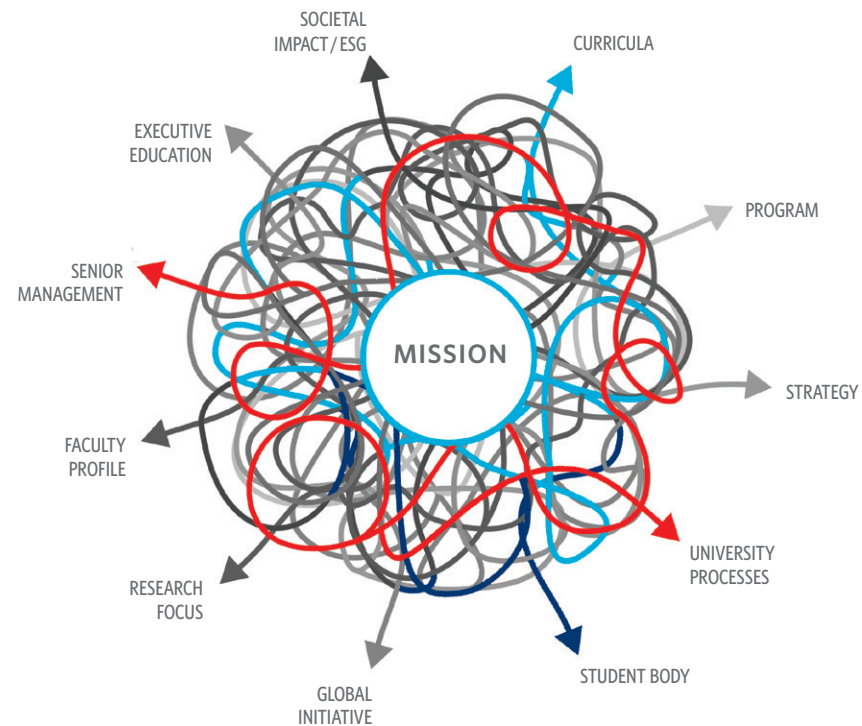 SOCIETAL
IMPACT / ESG
CURRICULA
EXECUTIVE
EDUCATION
PROGRAM
SENIOR
MANAGEMENT
MISSION
STRATEGY
FACULTY
PROFILE
UNIVERSITY
PROCESSES
RESEARCH
FOCUS
STUDENT BODY
GLOBAL
INITIATIVE